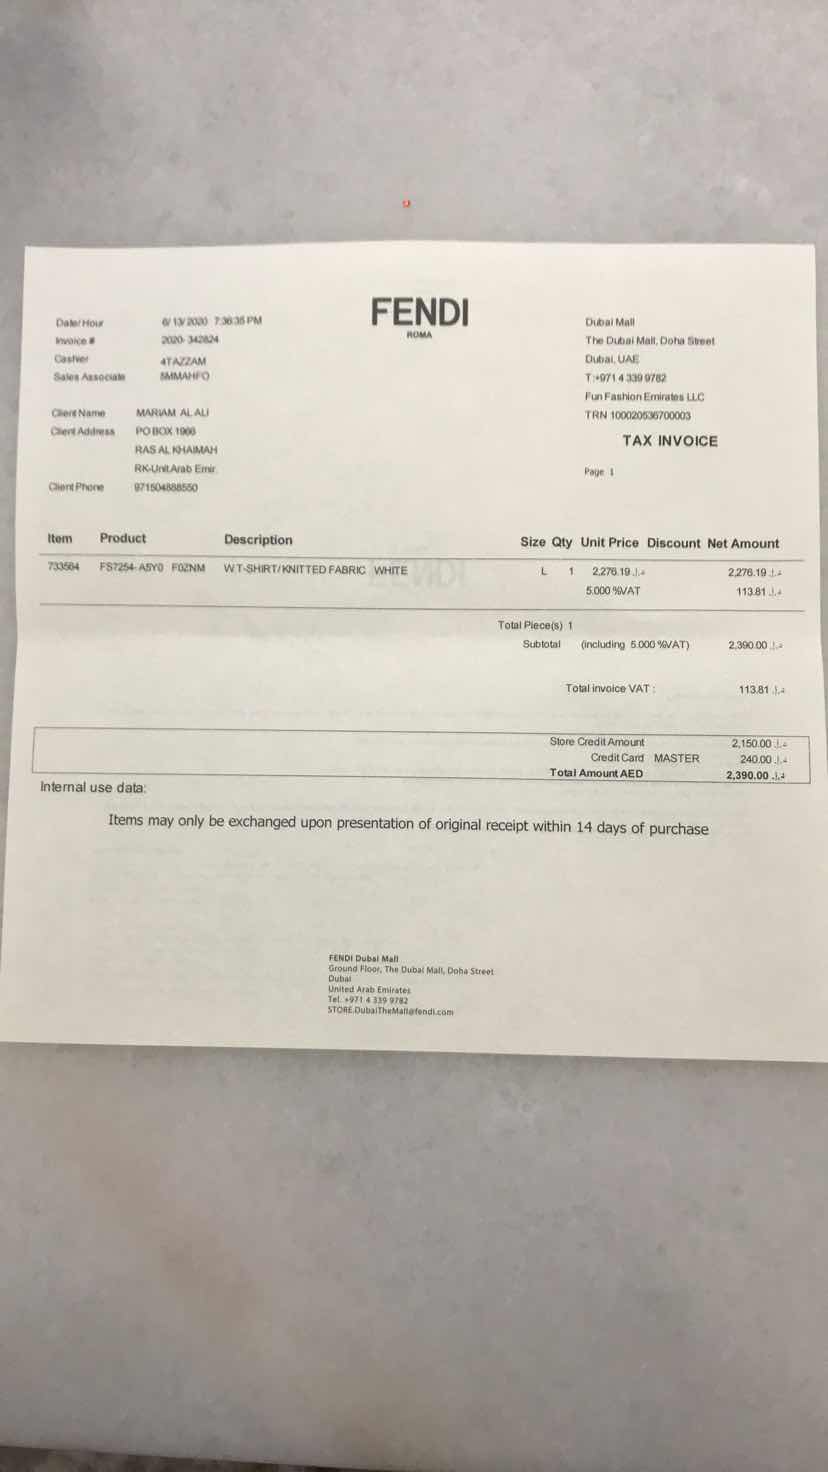 FENDI
ROMA
Date/Hour 6/13/2020 7:36:35 PM
Invoice # 2020-342824
Cashier 4TAZZAM
Sales Associate 5MMAHFO
Client Name MARIAM AL ALI
Client Address PO BOX 1966
RAS AL KHAIMAH
RK-Unit.Arab Emir.
Client Phone 971504888550
Dubai Mall
The Dubai Mall, Doha Street
Dubai, UAE
T:+971 4 339 9782
Fun Fashion Emirates LLC
TRN 100020536700003
TAX INVOICE
Page 1
Item Product Description Size Qty Unit Price Discount Net Amount
733564 FS7254-A5Y0 F0ZNM W T-SHIRT/KNITTED FABRIC WHITE L 1 2,276.19 د.إ. 2,276.19 د.إ.
5.000 %VAT 113.81 د.إ.
Total Piece(s) 1
Subtotal (including 5.000 %VAT) 2,390.00 د.إ.
Total invoice VAT : 113.81 د.إ.
Store Credit Amount 2,150.00 د.إ.
Credit Card MASTER 240.00 د.إ.
Total Amount AED 2,390.00 د.إ.
Internal use data:
Items may only be exchanged upon presentation of original receipt within 14 days of purchase
FENDI Dubai Mall
Ground Floor, The Dubai Mall, Doha Street
Dubai
United Arab Emirates
Tel. +971 4 339 9782
STORE.DubaiTheMall@fendi.com